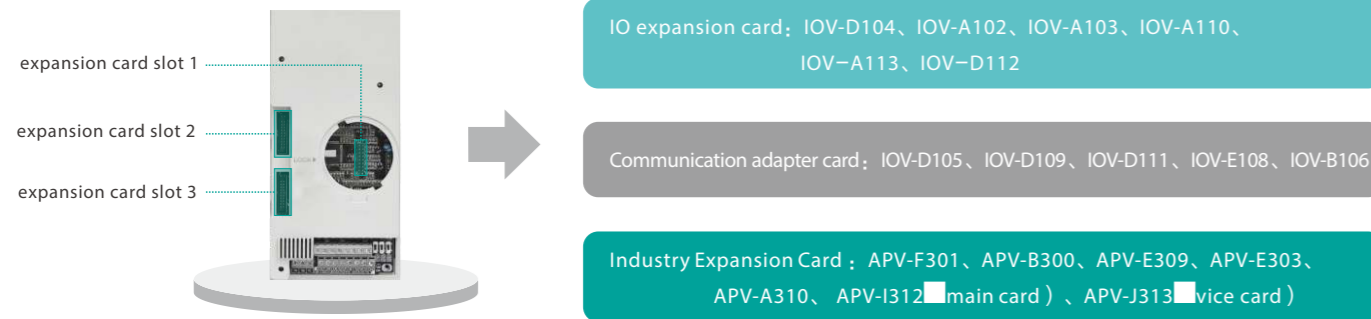 expansion card slot 1
expansion card slot 2
expansion card slot 3
LOCK
IO expansion card：IOV-D104、IOV-A102、IOV-A103、IOV-A110、
IOV−A113、IOV−D112
Communication adapter card：IOV-D105、IOV-D109、IOV-D111、IOV-E108、IOV-B106
Industry Expansion Card：APV-F301、APV-B300、APV-E309、APV-E303、
APV-A310、 APV-I312 main card）、APV-J313 vice card）